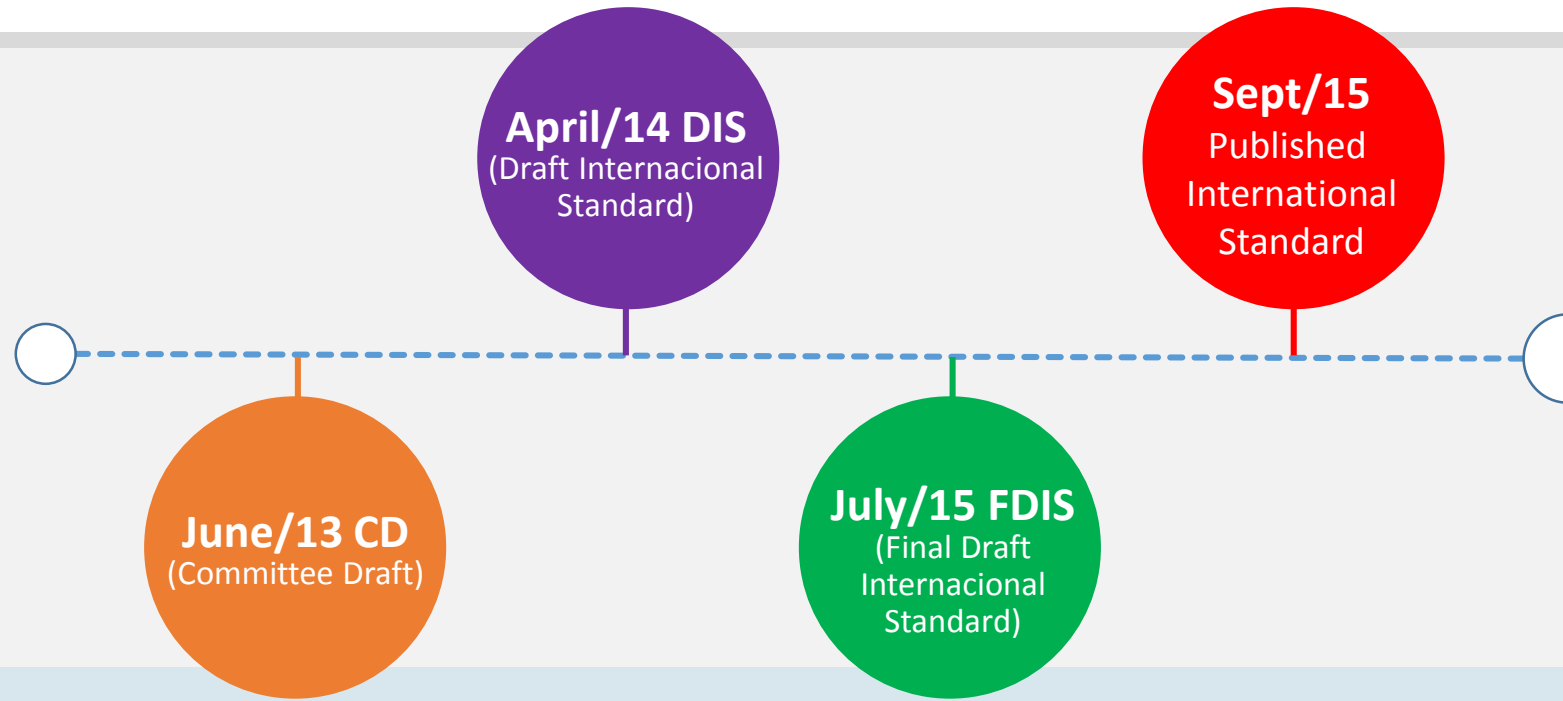 June/13 CD
(Committee Draft)
April/14 DIS
(Draft Internacional
Standard)
July/15 FDIS
(Final Draft
Internacional
Standard)
Sept/15
Published
International
Standard